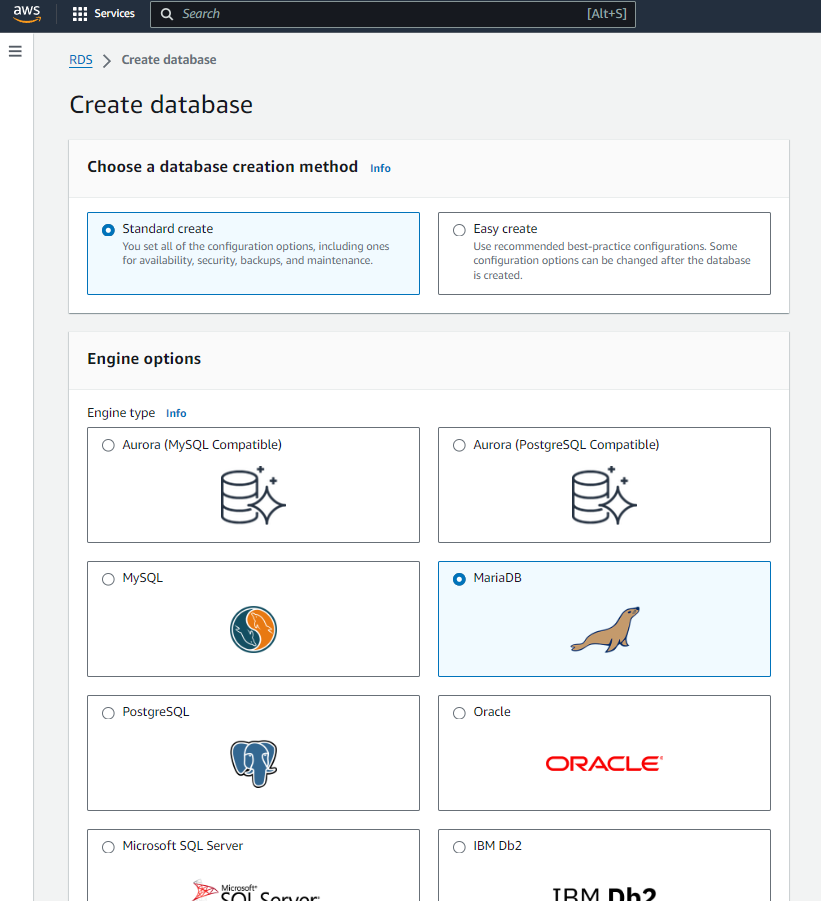 aws
Services
Search
[Alt+S]
RDS
Create database
Create database
Choose a database creation method Info
Standard create
You set all of the configuration options, including ones
for availability, security, backups, and maintenance.
Easy create
Use recommended best-practice configurations. Some
configuration options can be changed after the database
is created.
Engine options
Engine type Info
Aurora (MySQL Compatible)
Aurora (PostgreSQL Compatible)
MySQL
MariaDB
PostgreSQL
Oracle
ORACLE®
Microsoft SQL Server
Microsoft®
SQL Server
IBM Db2
IBM Db2